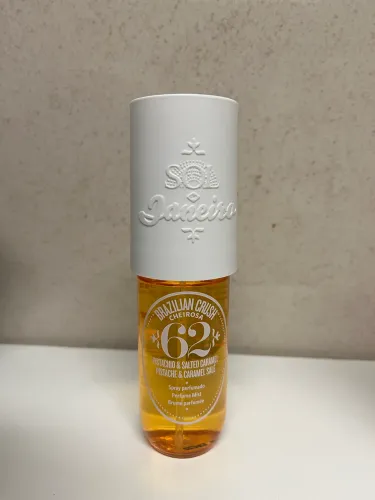 SOL
Janeiro
BRAZILIAN CRUSH
CHEIROSA
62
PISTACHIO & SALTED CARAMEL
PISTACHE & CARAMEL SALÉ
Spray perfumado
Perfume Mist
Brume parfumée